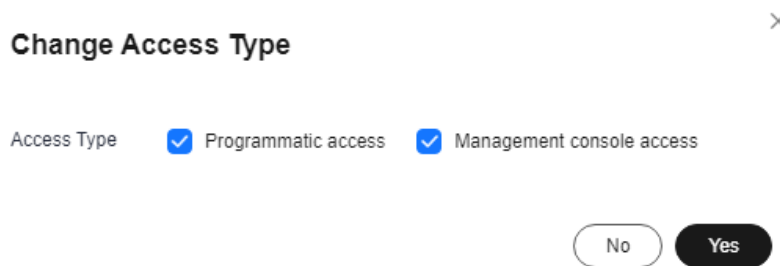 Change Access Type
Access Type Programmatic access Management console access
No Yes